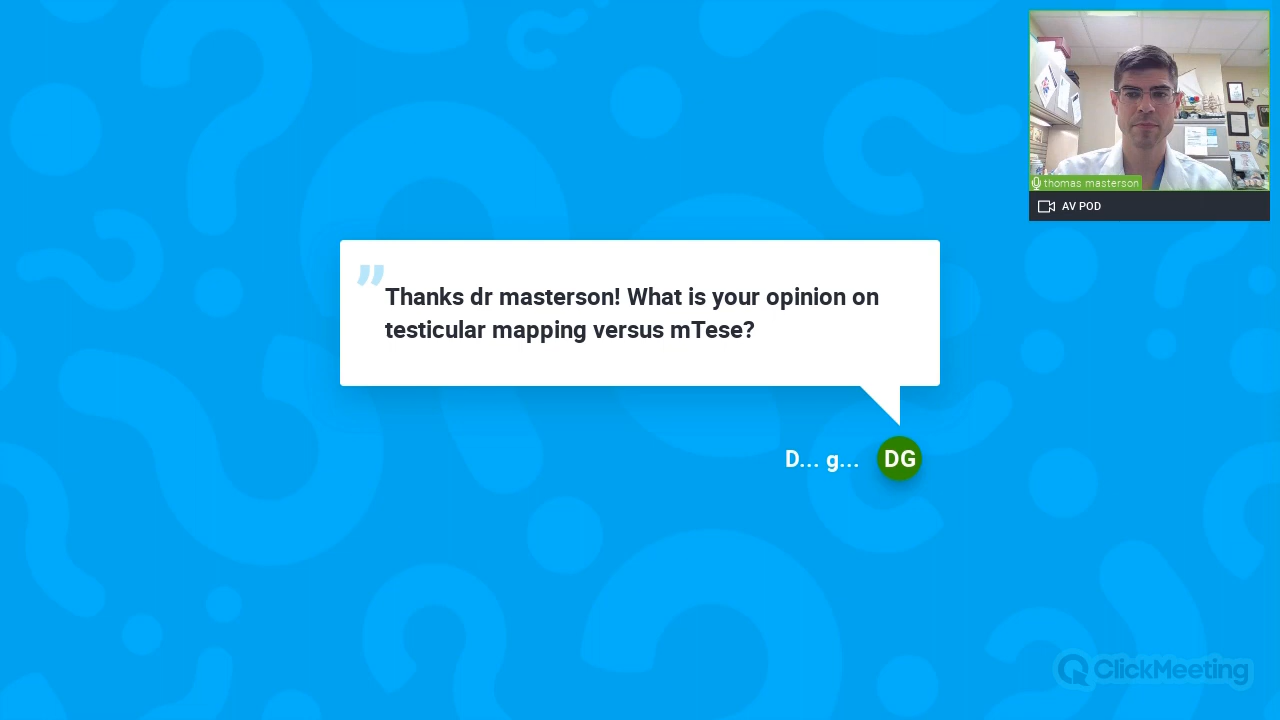 thomas masterson
AV POD
Thanks dr masterson! What is your opinion on
testicular mapping versus mTese?
D... g...
DG
ClickMeeting